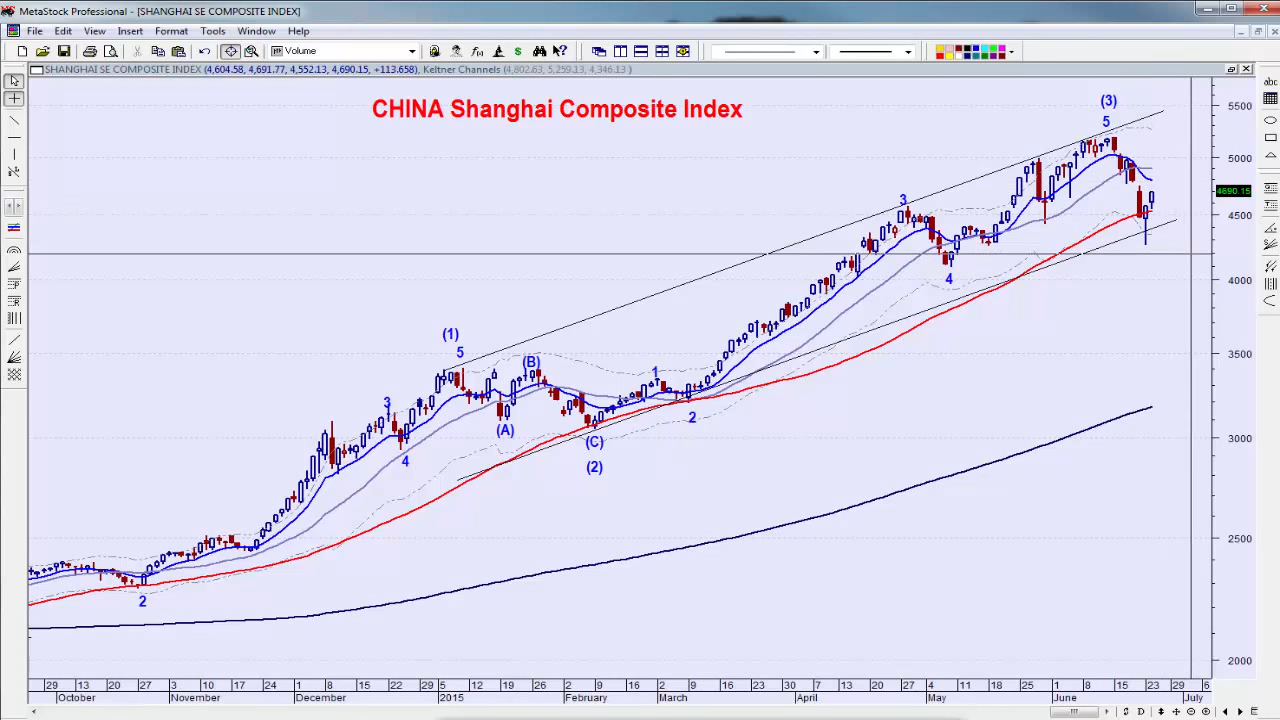 MetaStock Professional - [SHANGHAI SE COMPOSITE INDEX]
File Edit View Insert Format Tools Window Help
Volume
SHANGHAI SE COMPOSITE INDEX (4,604.58, 4,691.77, 4,552.13, 4,690.15, +113.658), Keltner Channels (4,802.63, 5,259.13, 4,346.13 )
CHINA Shanghai Composite Index
(3)
5
5500
5000
4690.15
3
4500
4
4000
(1)
5
3500
(B)
1
3
2
(A)
(C)
4
3000
(2)
2500
2
2000
29 6 13 20 27 3 10 17 24 1 8 15 22 29 5 12 19 26 2 9 16 2 9 16 23 30 7 13 20 27 4 11 18 25 1 8 15 23 29 6
October November December 2015 February March April May June July
abc
D